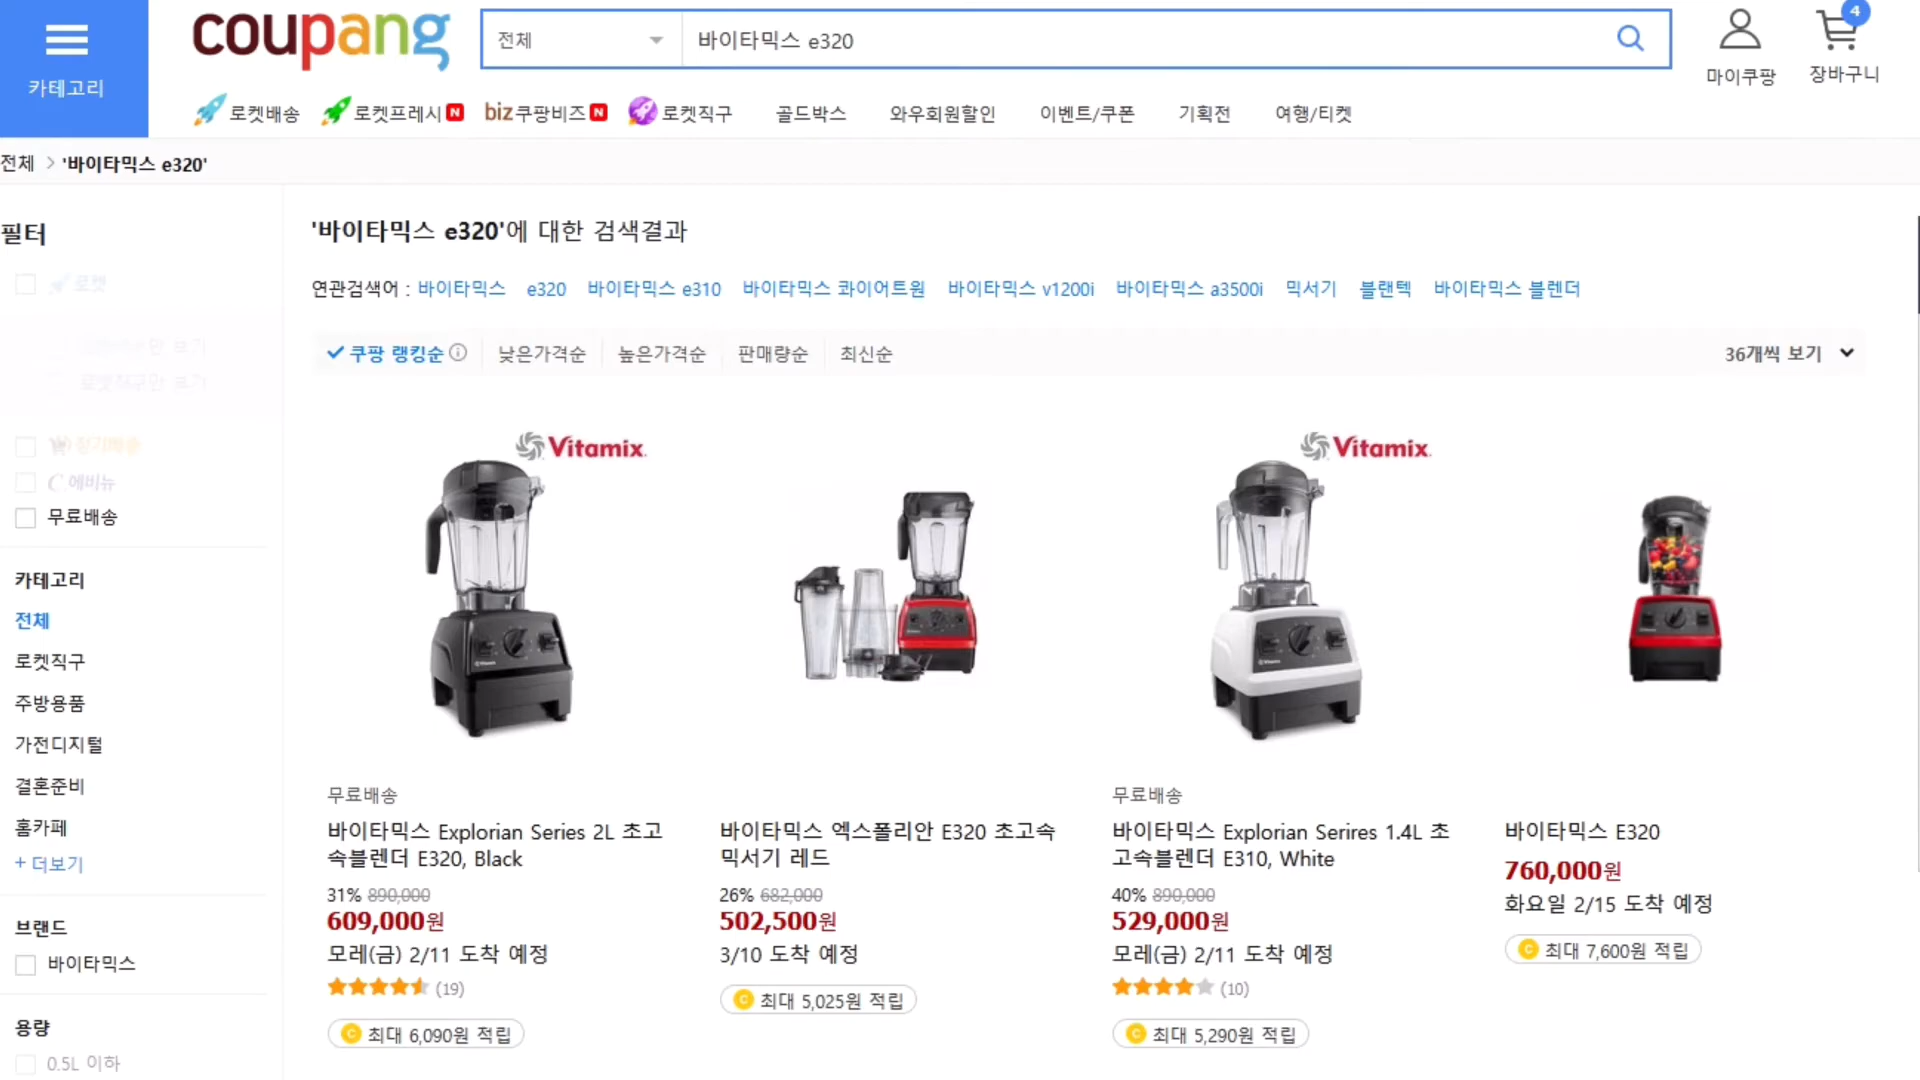 카테고리
coupang
전체
바이타믹스 e320
마이쿠팡
4
장바구니
로켓배송
로켓프레시 N
biz 쿠팡비즈 N
로켓직구
골드박스
와우회원할인
이벤트/쿠폰
기획전
여행/티켓
전체 > '바이타믹스 e320'
필터
로켓
로켓직구만 보기
정기배송
C.에비뉴
무료배송
카테고리
전체
로켓직구
주방용품
가전디지털
결혼준비
홈카페
+ 더보기
브랜드
바이타믹스
용량
0.5L 이하
'바이타믹스 e320'에 대한 검색결과
연관검색어 : 바이타믹스 e320 바이타믹스 e310 바이타믹스 콰이어트원 바이타믹스 v1200i 바이타믹스 a3500i 믹서기 블랜텍 바이타믹스 블렌더
쿠팡 랭킹순 낮은가격순 높은가격순 판매량순 최신순
36개씩 보기
Vitamix.
무료배송
바이타믹스 Explorian Series 2L 초고
속블렌더 E320, Black
31% 890,000
609,000원
모레(금) 2/11 도착 예정
(19)
최대 6,090원 적립
바이타믹스 엑스폴리안 E320 초고속
믹서기 레드
26% 682,000
502,500원
3/10 도착 예정
최대 5,025원 적립
Vitamix.
무료배송
바이타믹스 Explorian Serires 1.4L 초
고속블렌더 E310, White
40% 890,000
529,000원
모레(금) 2/11 도착 예정
(10)
최대 5,290원 적립
바이타믹스 E320
760,000원
화요일 2/15 도착 예정
최대 7,600원 적립